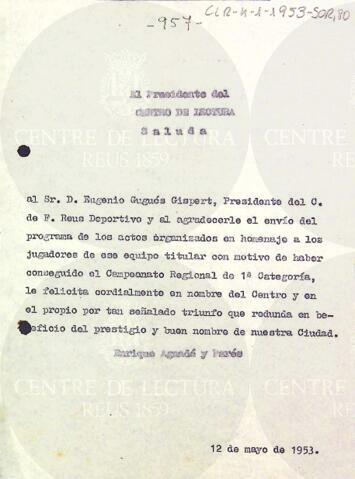 CLR-4-1-1953-SOR,80
-957-
El Presidente del
CENTRO DE LECTURA
Saluda
CENTRE DE LECTURA
REUS 1859
al Sr. D. Eugenio Gugués Gispert, Presidente del C.
de F. Reus Deportivo y al agradecerle el envío del
programa de los actos organizados en homenaje a los
jugadores de ese equipo titular con motivo de haber
conseguido el Campeonato Regional de 1ª Categoría,
le felicita cordialmente en nombre del Centro y en
el propio por tan señalado triunfo que redunda en be-
neficio del prestigio y buen nombre de nuestra Ciudad.
Enrique Aguadé y Parés
CENTRE DE LECTURA
REUS 1859
12 de mayo de 1953.